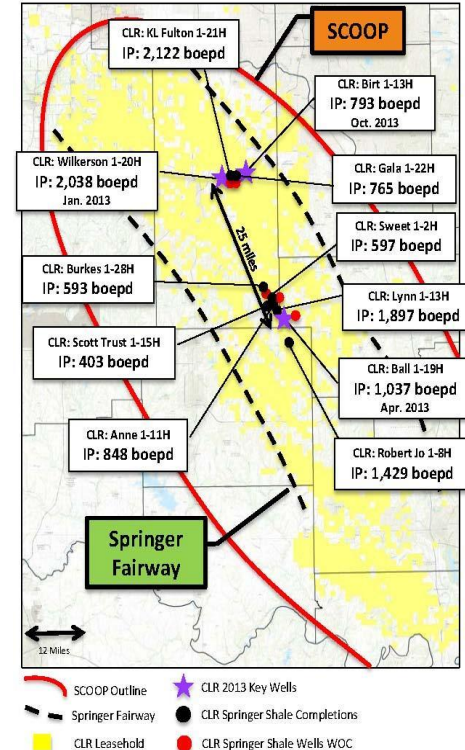 CLR: KL Fulton 1-21H
IP: 2,122 boepd
SCOOP
CLR: Birt 1-13H
IP: 793 boepd
Oct. 2013
CLR: Wilkerson 1-20H
IP: 2,038 boepd
Jan. 2013
CLR: Gala 1-22H
IP: 765 boepd
CLR: Sweet 1-2H
IP: 597 boepd
25 miles
CLR: Burkes 1-28H
IP: 593 boepd
CLR: Lynn 1-13H
IP: 1,897 boepd
CLR: Scott Trust 1-15H
IP: 403 boepd
CLR: Ball 1-19H
IP: 1,037 boepd
Apr. 2013
CLR: Anne 1-11H
IP: 848 boepd
CLR: Robert Jo 1-8H
IP: 1,429 boepd
Springer
Fairway
12 Miles
SCOOP Outline
CLR 2013 Key Wells
Springer Fairway
CLR Springer Shale Completions
CLR Leasehold
CLR Springer Shale Wells WOC